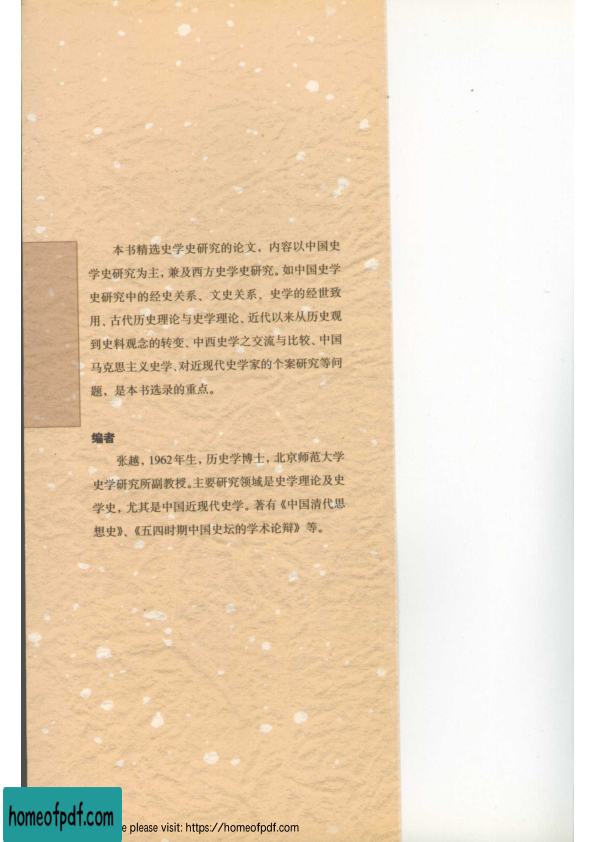 本书精选史学史研究的论文，内容以中国史
学史研究为主，兼及西方史学史研究。如中国史学
史研究中的经史关系、文史关系、史学的经世致
用、古代历史理论与史学理论、近代以来从历史观
到史料观念的转变、中西史学之交流与比较、中国
马克思主义史学、对近现代史学家的个案研究等问
题，是本书选录的重点。
编者
张越，1962年生，历史学博士，北京师范大学
史学研究所副教授。主要研究领域是史学理论及史
学史，尤其是中国近现代史学。著有《中国清代思
想史》、《五四时期中国史坛的学术论辩》等。
homeofpdf.com
e please visit: https://homeofpdf.com